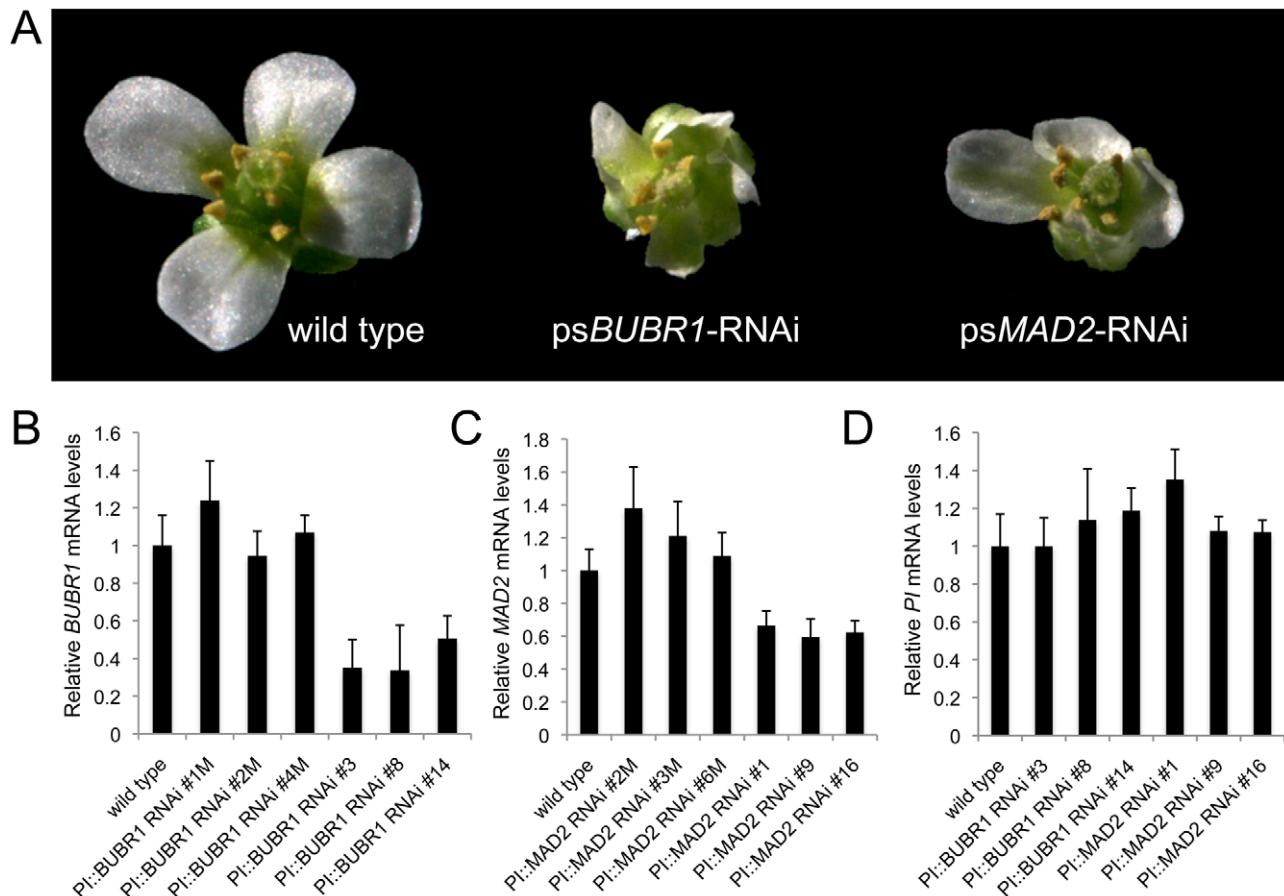 A
wild type
psBUBR1-RNAi
psMAD2-RNAi
B
Relative BUBR1 mRNA levels
1.6
1.4
1.2
1
0.8
0.6
0.4
0.2
0
wild type
PI::BUBR1 RNAi #1M
PI::BUBR1 RNAi #2M
PI::BUBR1 RNAi #4M
PI::BUBR1 RNAi #3
PI::BUBR1 RNAi #8
PI::BUBR1 RNAi #14
C
Relative MAD2 mRNA levels
1.8
1.6
1.4
1.2
1
0.8
0.6
0.4
0.2
0
wild type
PI::MAD2 RNAi #2M
PI::MAD2 RNAi #3M
PI::MAD2 RNAi #6M
PI::MAD2 RNAi #1
PI::MAD2 RNAi #9
PI::MAD2 RNAi #16
D
Relative PI mRNA levels
1.6
1.4
1.2
1
0.8
0.6
0.4
0.2
0
wild type
PI::BUBR1 RNAi #3
PI::BUBR1 RNAi #8
PI::BUBR1 RNAi #14
PI::MAD2 RNAi #1
PI::MAD2 RNAi #9
PI::MAD2 RNAi #16